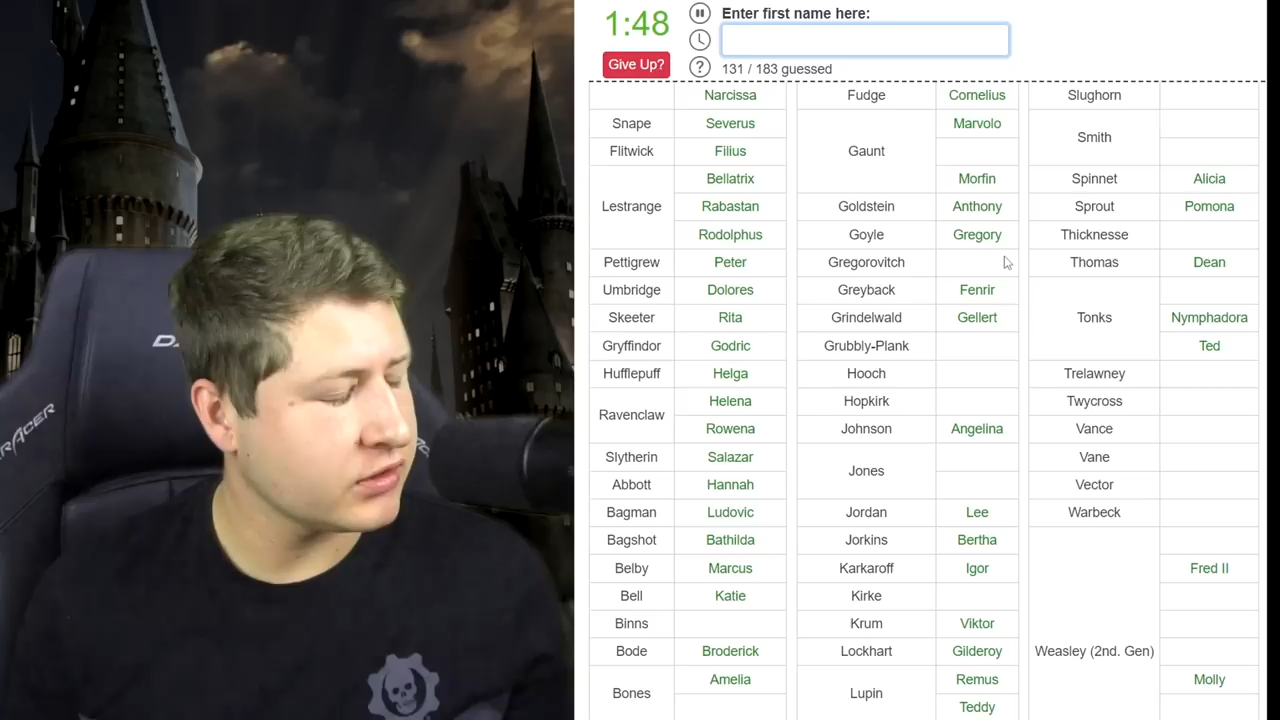 1:48
Give Up?
Enter first name here:
131 / 183 guessed
Narcissa Fudge Cornelius Slughorn
Snape Severus Marvolo Smith
Flitwick Filius Gaunt
Bellatrix Morfin Spinnet Alicia
Lestrange Rabastan Goldstein Anthony Sprout Pomona
Rodolphus Goyle Gregory Thicknesse
Pettigrew Peter Gregorovitch Thomas Dean
Umbridge Dolores Greyback Fenrir
Skeeter Rita Grindelwald Gellert Tonks Nymphadora
Gryffindor Godric Grubbly-Plank Ted
Hufflepuff Helga Hooch Trelawney
Helena Hopkirk Twycross
Ravenclaw
Rowena Johnson Angelina Vance
Slytherin Salazar Jones Vane
Abbott Hannah Vector
Bagman Ludovic Jordan Lee Warbeck
Bagshot Bathilda Jorkins Bertha
Belby Marcus Karkaroff Igor Fred II
Bell Katie Kirke
Binns Krum Viktor
Bode Broderick Lockhart Gilderoy Weasley (2nd. Gen)
Bones Amelia Lupin Remus Molly
Teddy